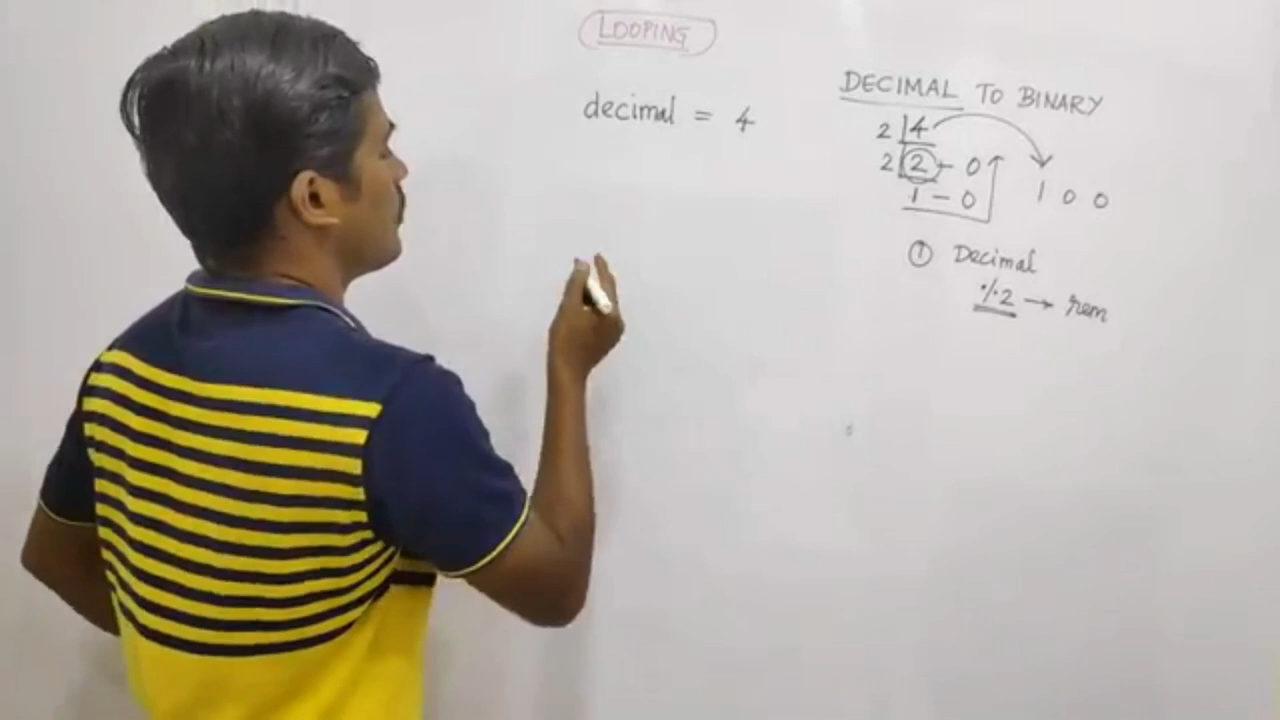 LOOPING
decimal = 4
DECIMAL TO BINARY
2 4
2 2 - 0
1 - 0
1 0 0
① Decimal
%2 → rem